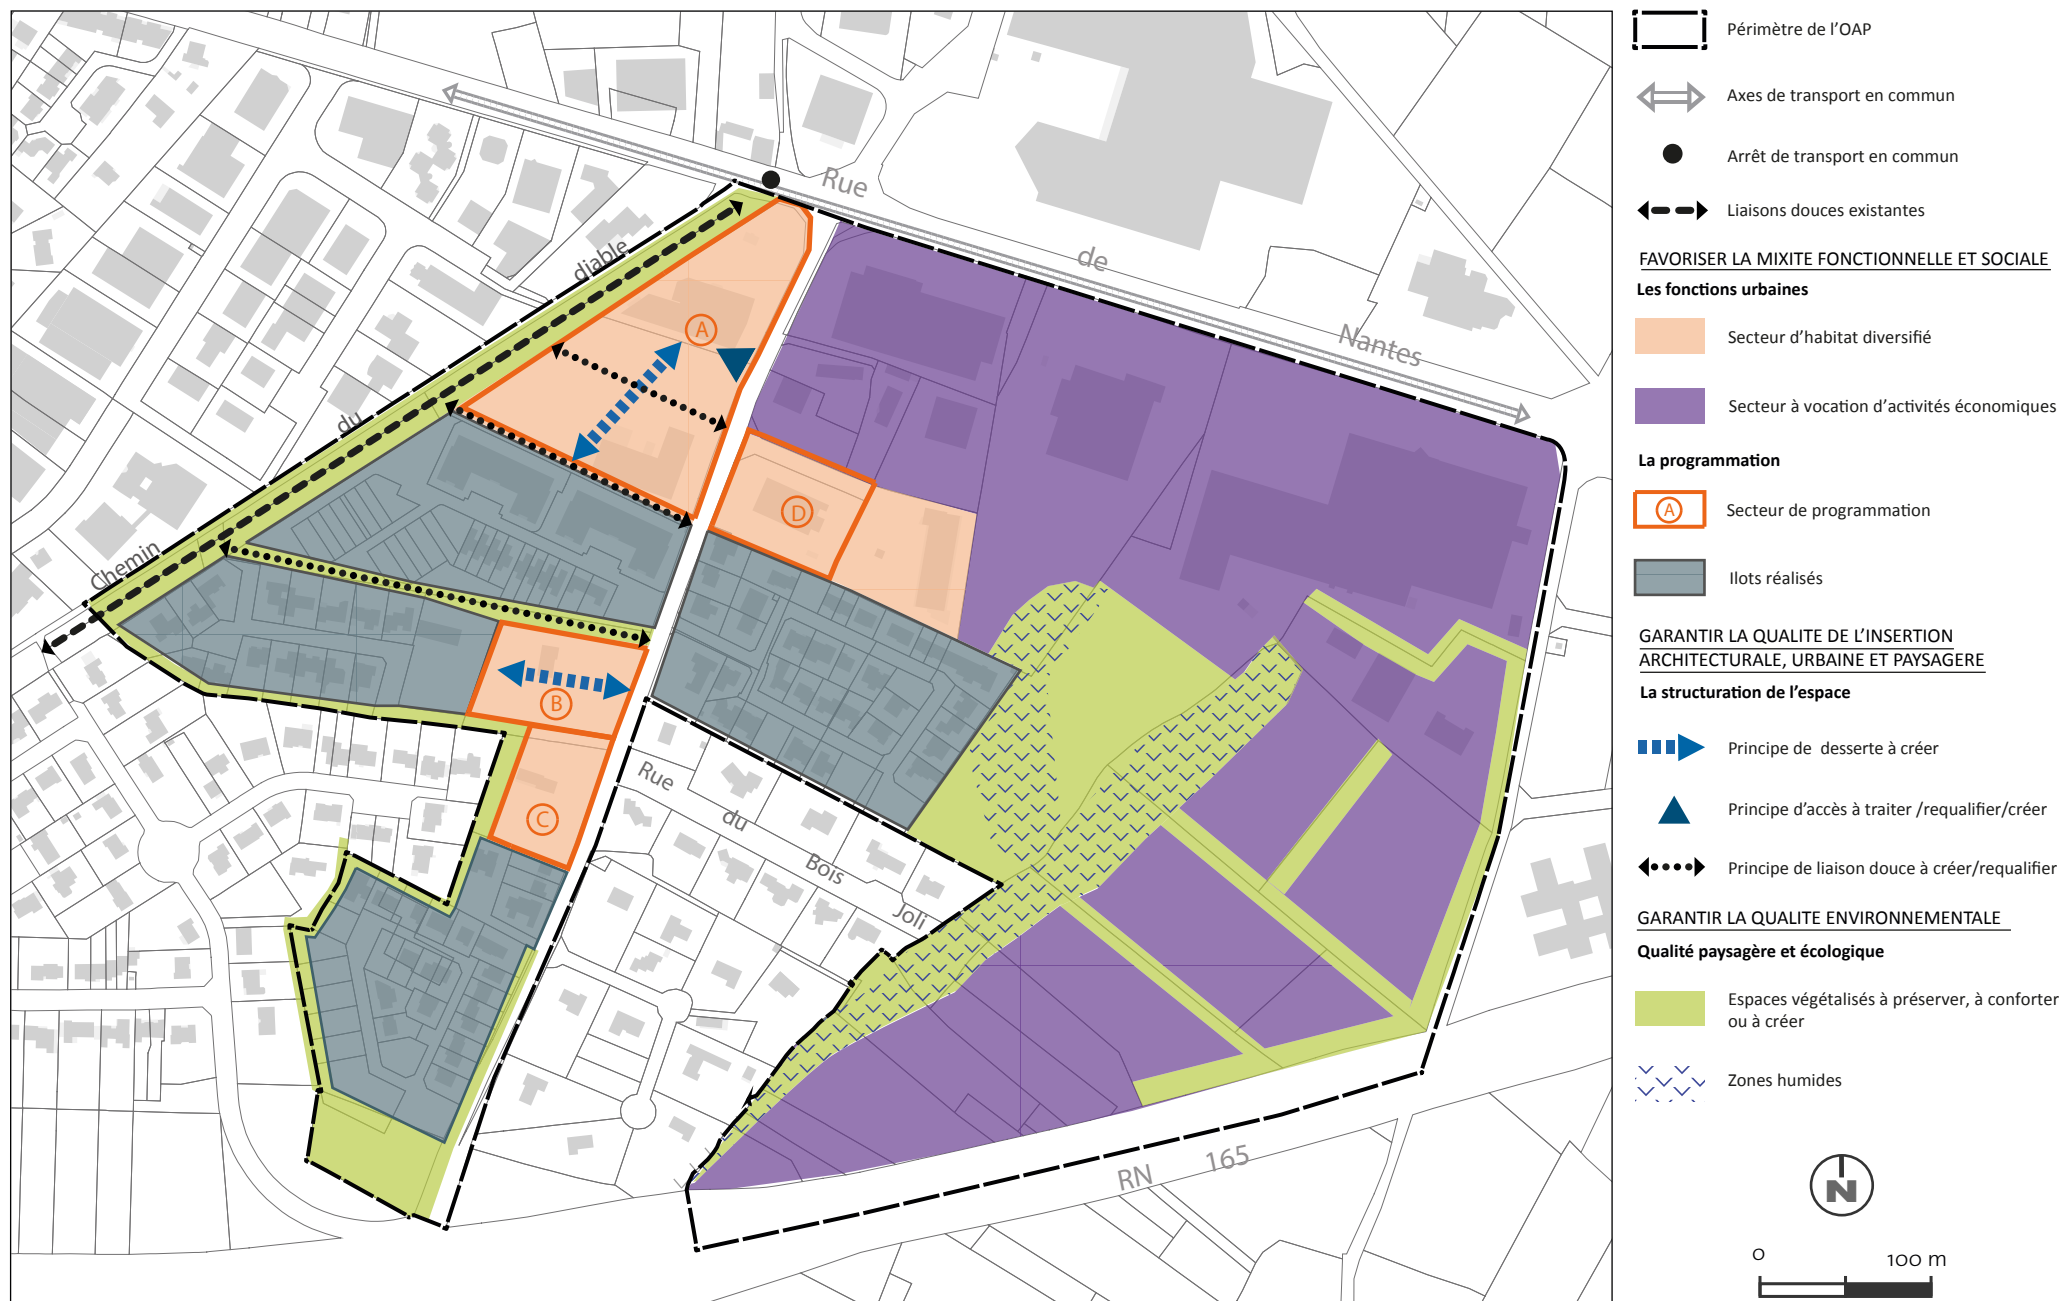 Rue
de
Nantes
diable
du
Chemin
A
D
B
C
Rue
du
Bois
Joli
RN 165
Périmètre de l'OAP
Axes de transport en commun
Arrêt de transport en commun
Liaisons douces existantes
FAVORISER LA MIXITE FONCTIONNELLE ET SOCIALE
Les fonctions urbaines
Secteur d'habitat diversifié
Secteur à vocation d'activités économiques
La programmation
A
Secteur de programmation
Ilots réalisés
GARANTIR LA QUALITE DE L'INSERTION
ARCHITECTURALE, URBAINE ET PAYSAGERE
La structuration de l'espace
Principe de desserte à créer
Principe d'accès à traiter /requalifier/créer
Principe de liaison douce à créer/requalifier
GARANTIR LA QUALITE ENVIRONNEMENTALE
Qualité paysagère et écologique
Espaces végétalisés à préserver, à conforter
ou à créer
Zones humides
N
0 100 m